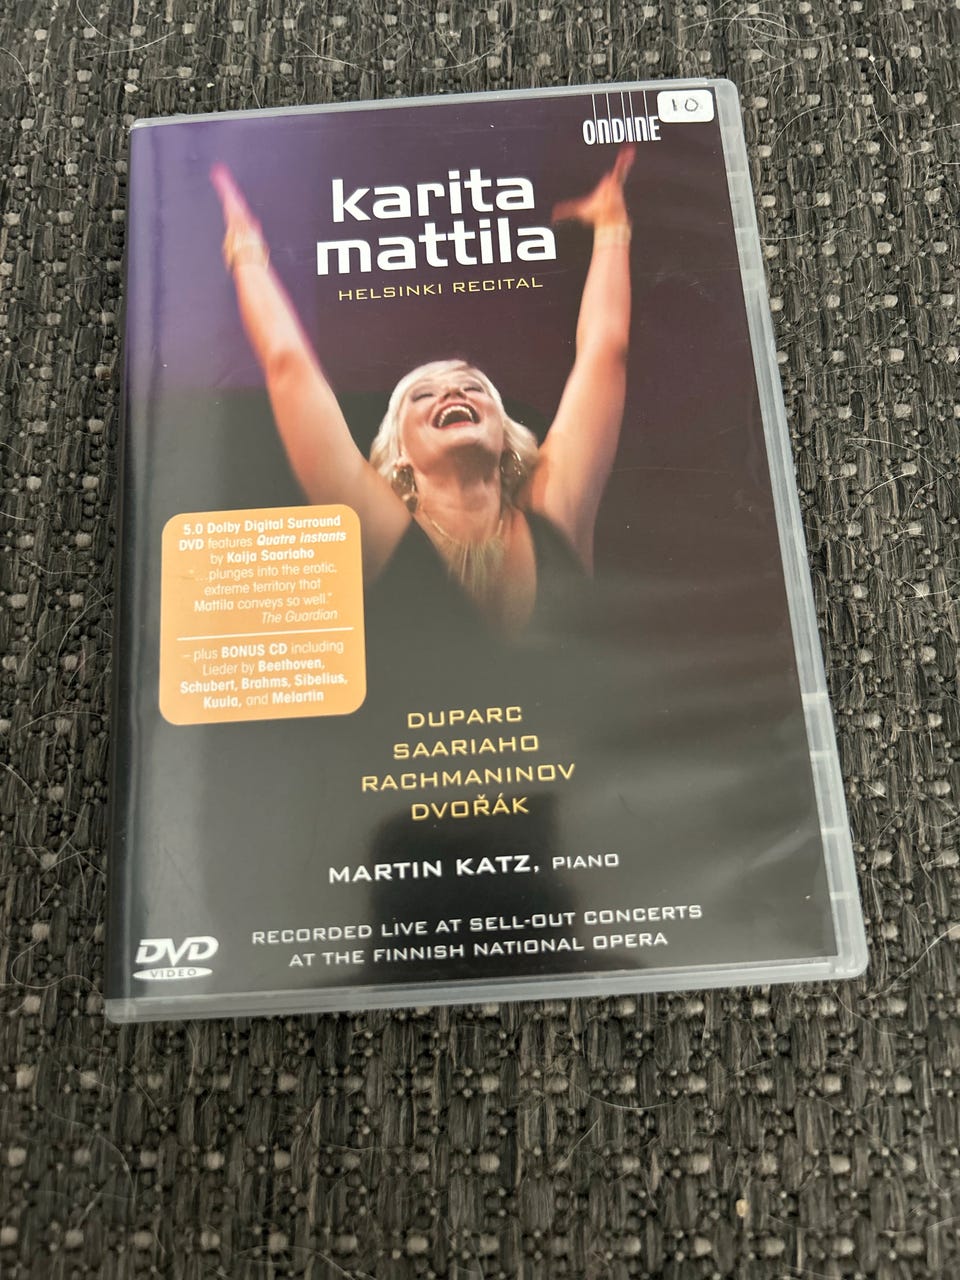 10
ONDINE
karita
mattila
HELSINKI RECITAL
5.0 Dolby Digital Surround
DVD features Quatre instants
by Kaija Saariaho
"…plunges into the erotic,
extreme territory that
Mattila conveys so well."
The Guardian
– plus BONUS CD including
Lieder by Beethoven,
Schubert, Brahms, Sibelius,
Kuula, and Melartin
DUPARC
SAARIAHO
RACHMANINOV
DVOŘÁK
MARTIN KATZ, PIANO
RECORDED LIVE AT SELL-OUT CONCERTS
AT THE FINNISH NATIONAL OPERA
DVD
VIDEO